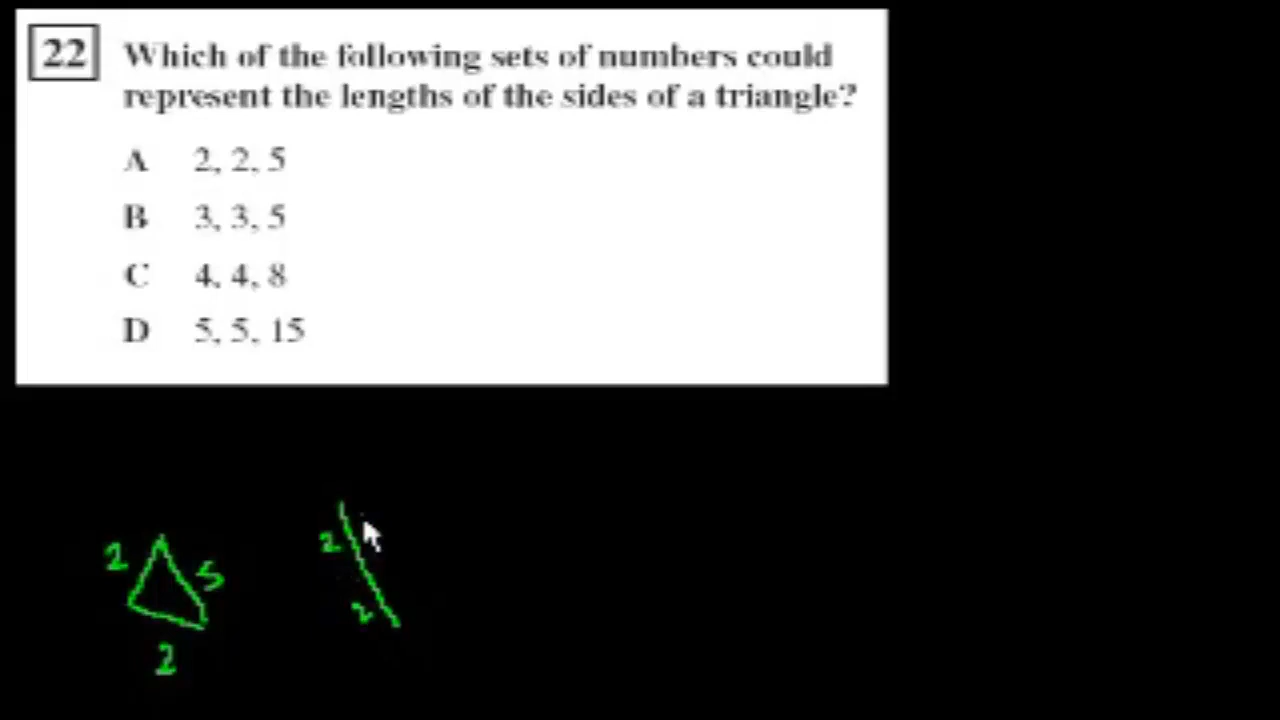 22 Which of the following sets of numbers could
represent the lengths of the sides of a triangle?
A 2, 2, 5
B 3, 3, 5
C 4, 4, 8
D 5, 5, 15
2 5
2
2
2